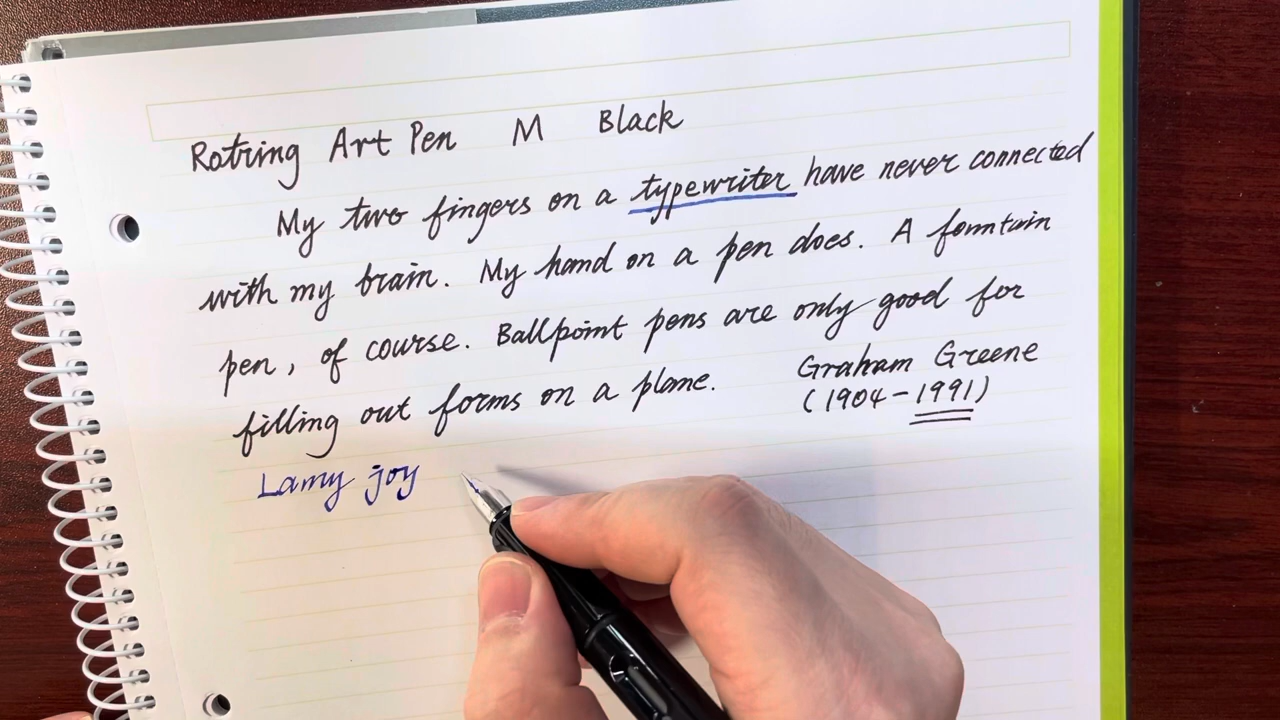 Rotring Art Pen M Black
My two fingers on a typewriter have never connected
with my brain. My hand on a pen does. A fountain
pen, of course. Ballpoint pens are only good for
filling out forms on a plane.
Graham Greene
(1904-1991)
Lamy joy